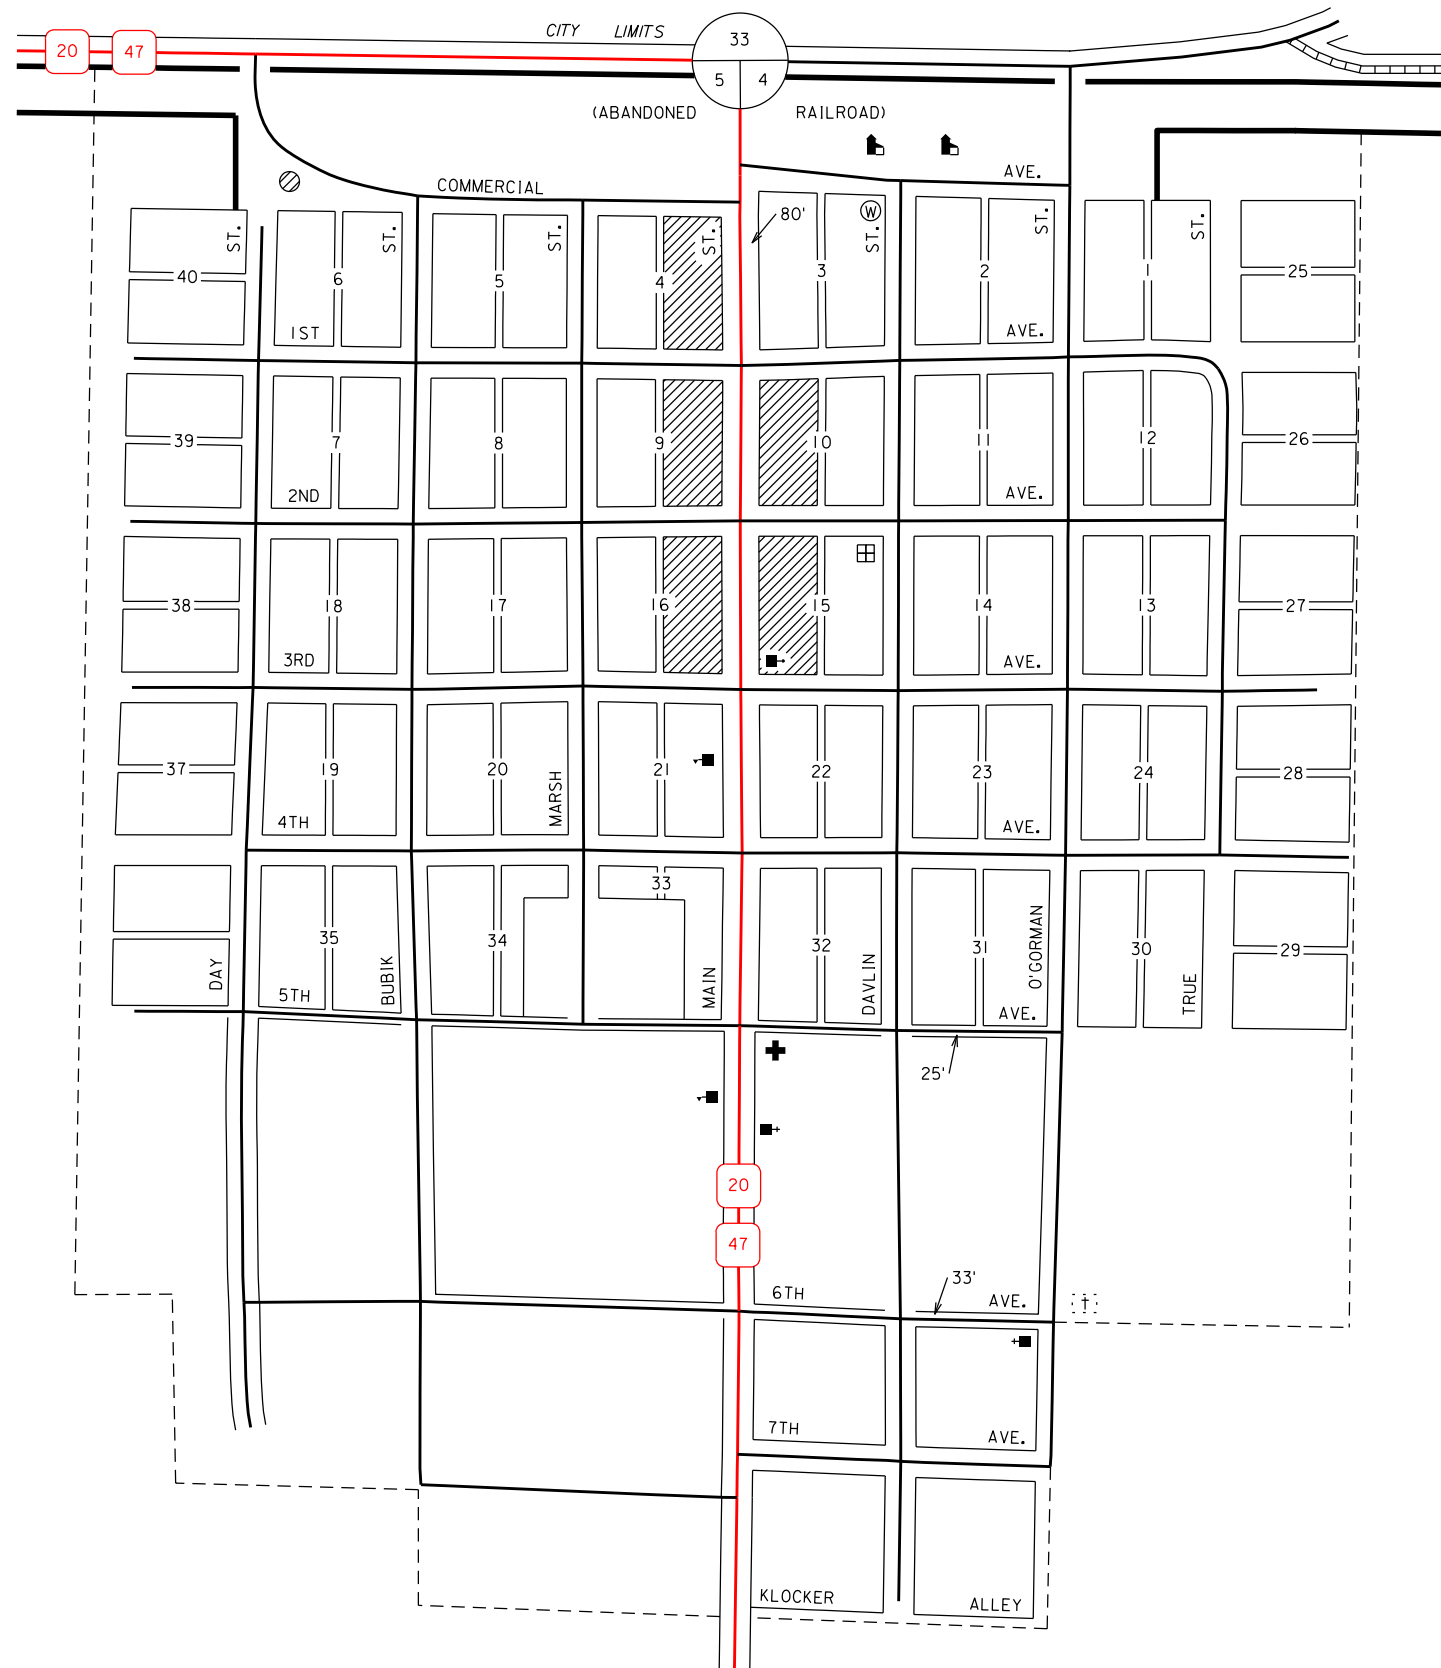 CITY LIMITS
33
20 47
5 4
(ABANDONED RAILROAD)
AVE.
COMMERCIAL
80'
W
ST. ST. ST. ST. ST. ST. ST.
40 6 5 4 3 2 1 25
1ST AVE.
39 7 8 9 10 11 12 26
2ND AVE.
38 18 17 16 15 14 13 27
3RD AVE.
37 19 20 21 22 23 24 28
MARSH
4TH AVE.
33
35 34 32 31 30 29
DAY BUBIK MAIN DAVLIN O'GORMAN TRUE
5TH AVE.
25'
20
47
33'
6TH AVE.
7TH AVE.
KLOCKER ALLEY